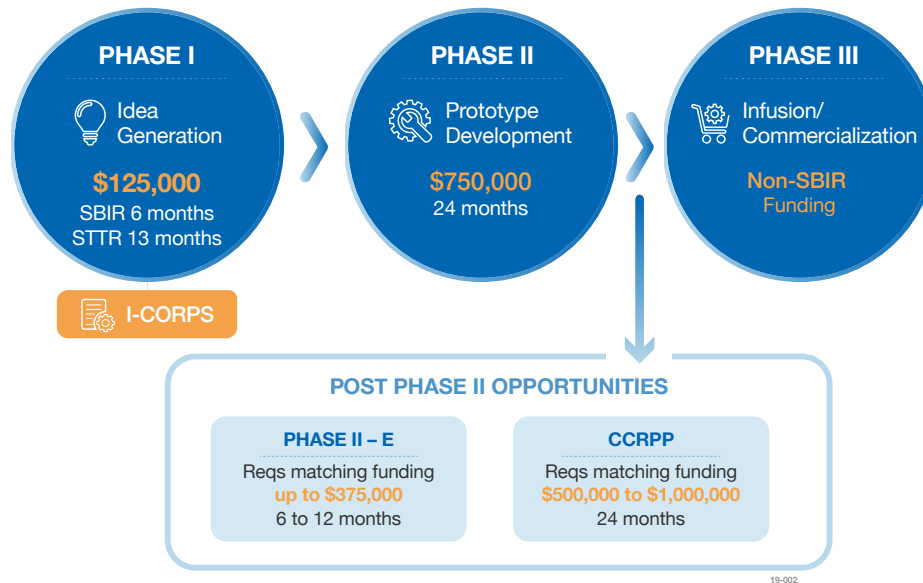 PHASE I
Idea
Generation
$125,000
SBIR 6 months
STTR 13 months
I-CORPS
PHASE II
Prototype
Development
$750,000
24 months
PHASE III
Infusion/
Commercialization
Non-SBIR
Funding
POST PHASE II OPPORTUNITIES
PHASE II – E
Reqs matching funding
up to $375,000
6 to 12 months
CCRPP
Reqs matching funding
$500,000 to $1,000,000
24 months
19-002